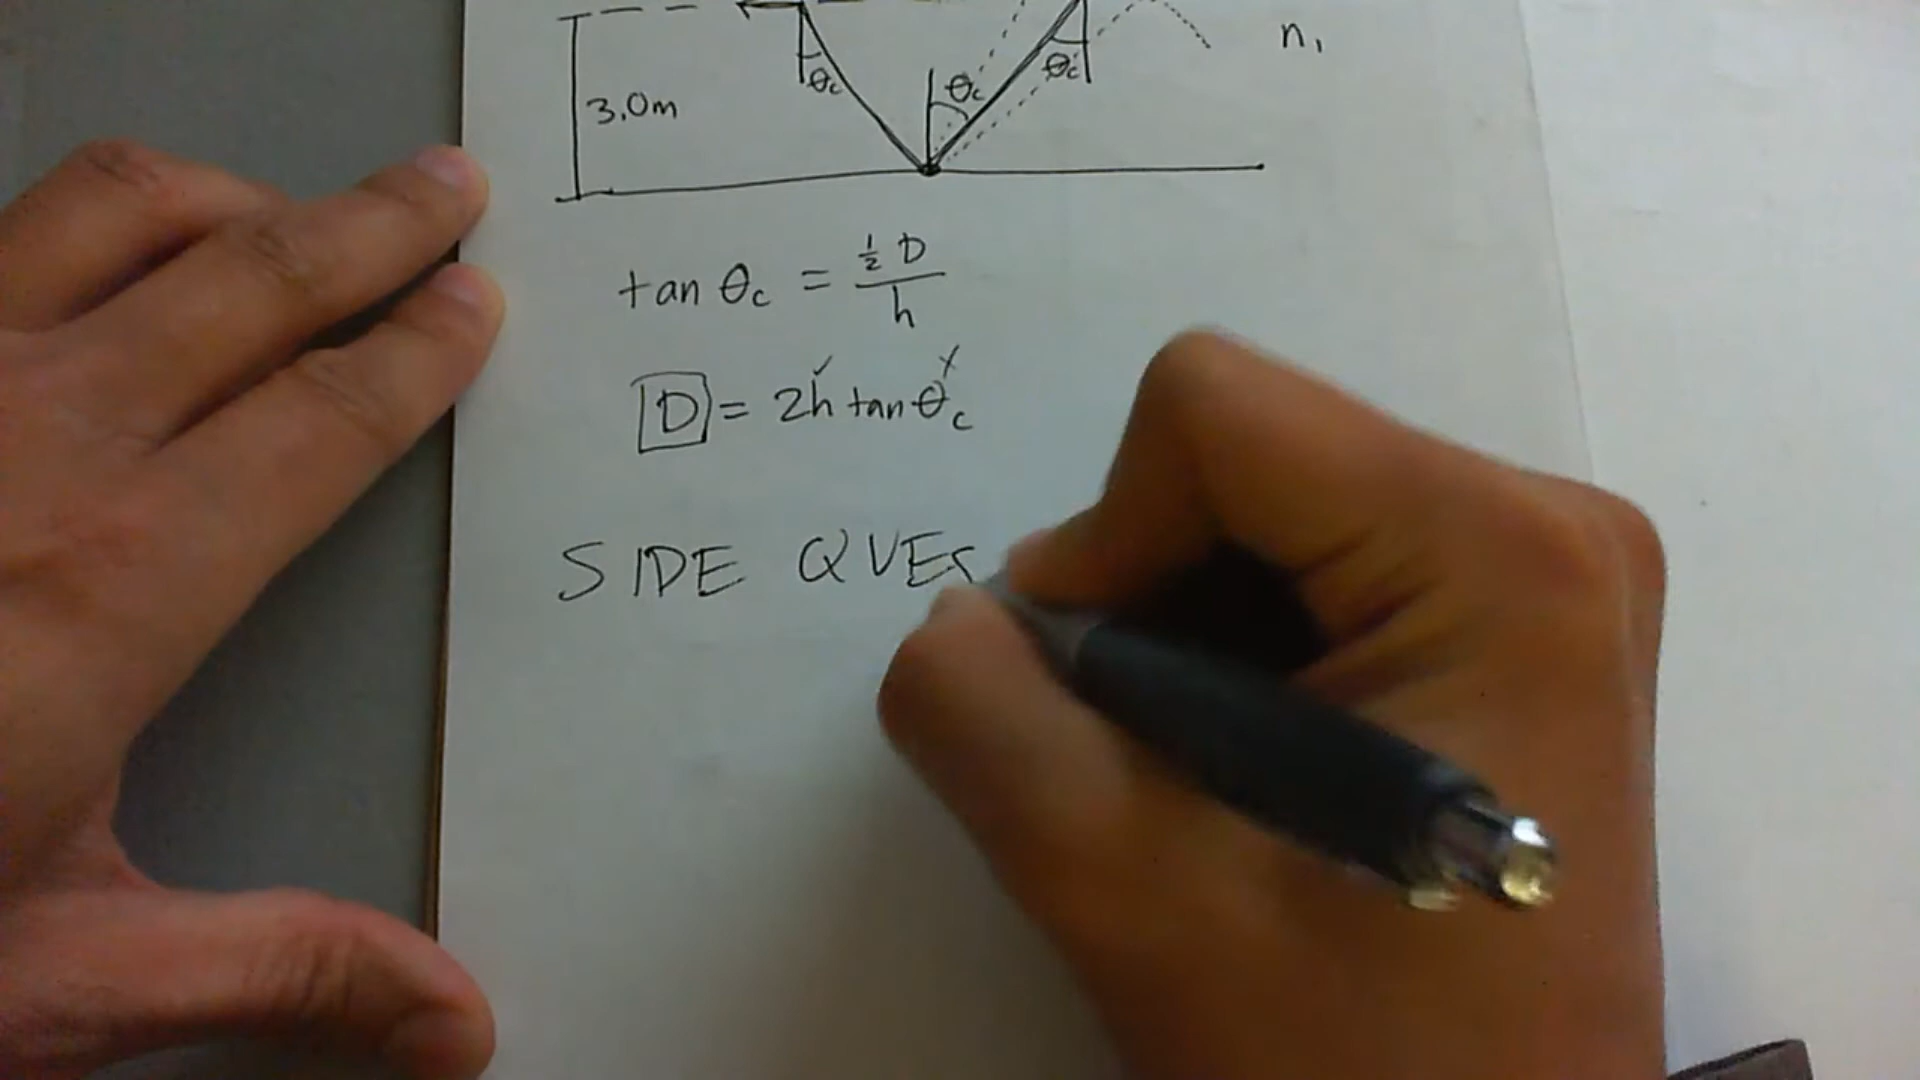 n₁
θc θc θc
3.0m
tan θc = ½ D / h
D = 2h tan θc
SIDE QUES